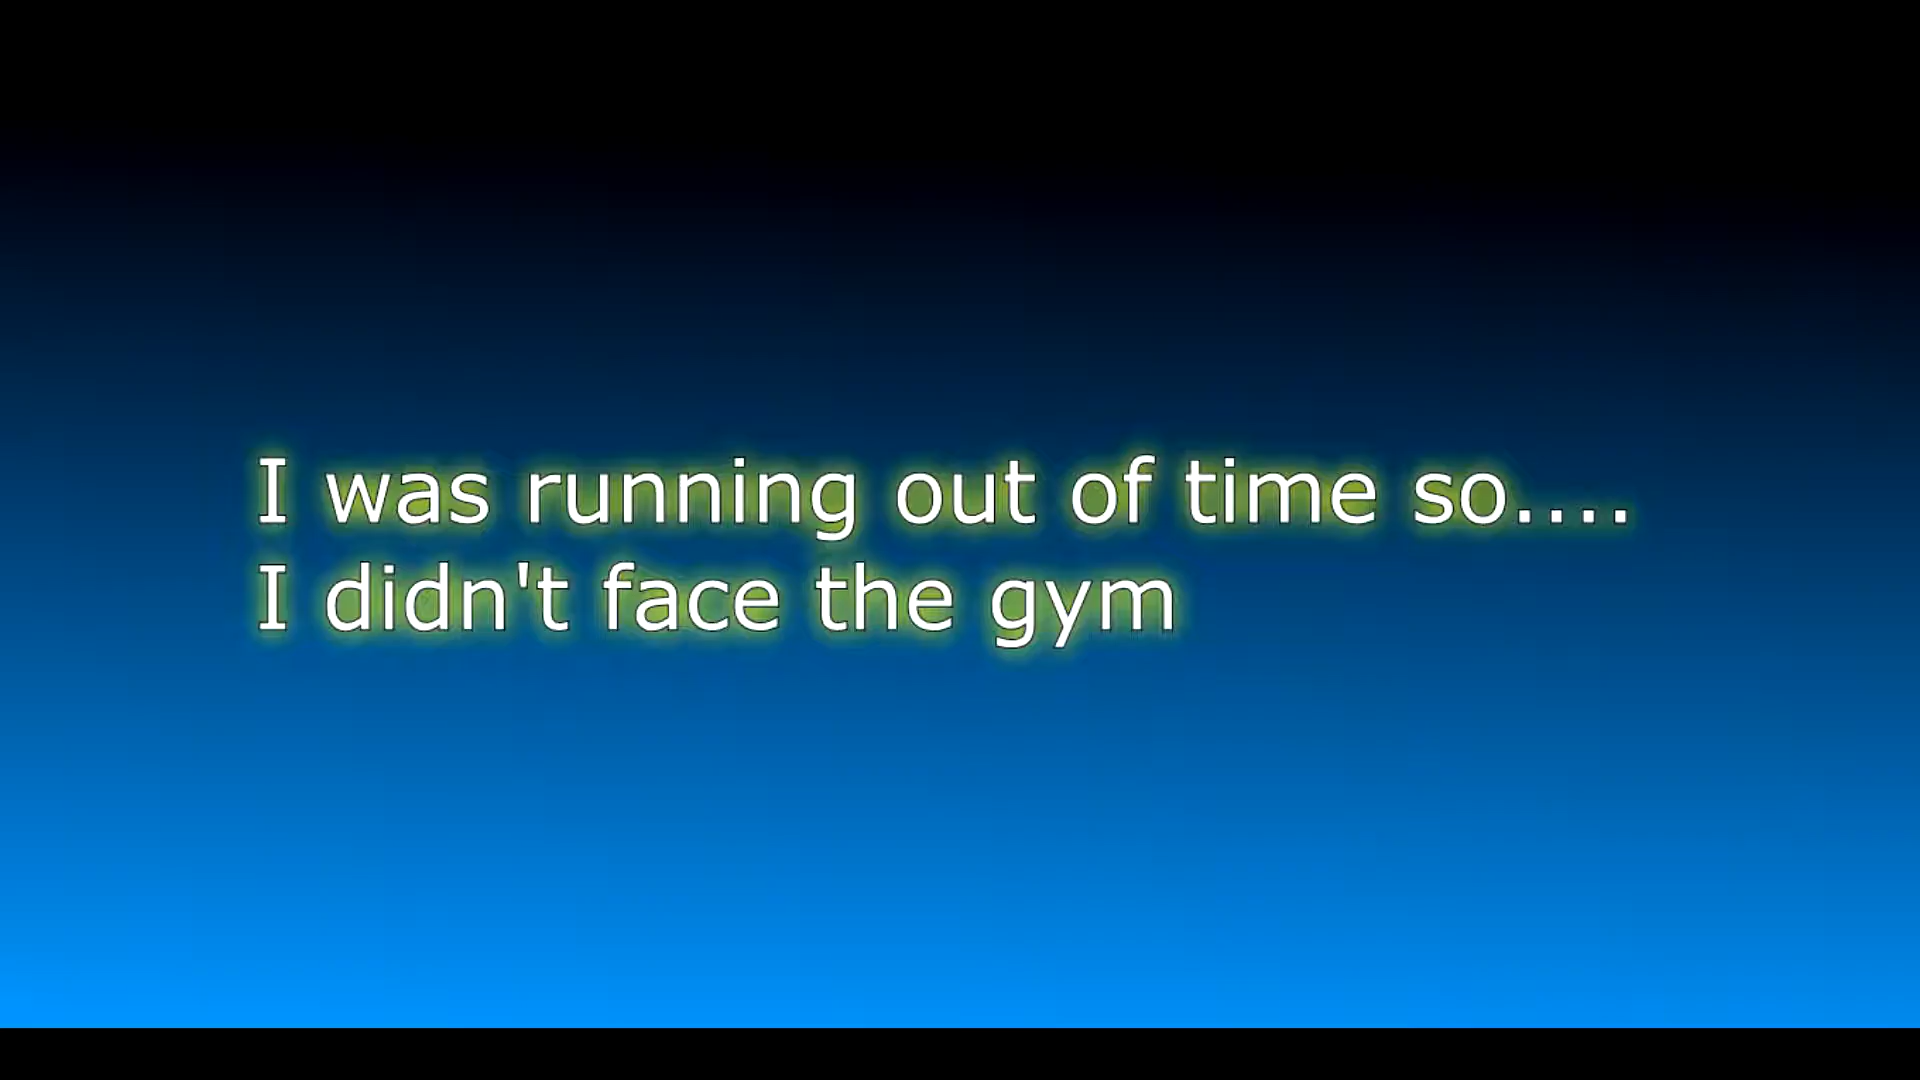 I was running out of time so....
I didn't face the gym